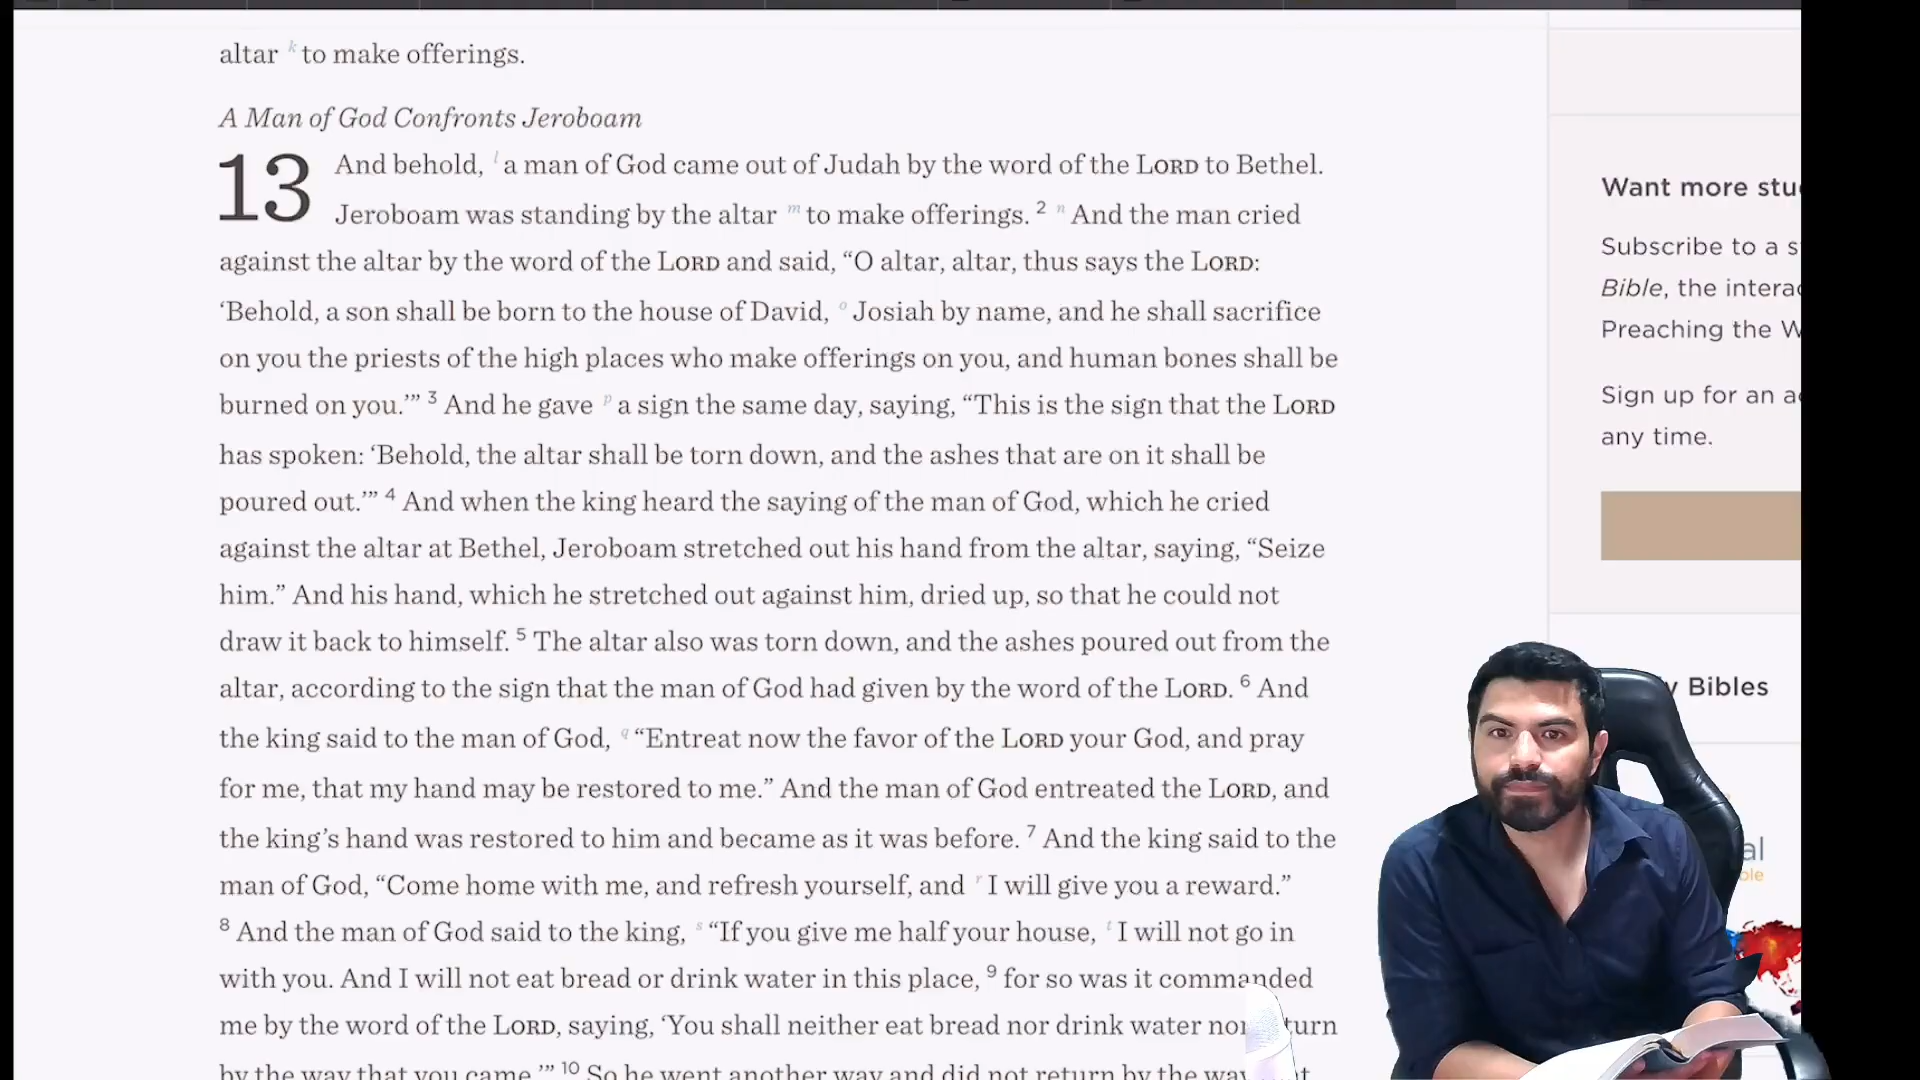 altar k to make offerings.
A Man of God Confronts Jeroboam
13 And behold, l a man of God came out of Judah by the word of the LORD to Bethel.
Jeroboam was standing by the altar m to make offerings. 2 n And the man cried
against the altar by the word of the LORD and said, “O altar, altar, thus says the LORD:
‘Behold, a son shall be born to the house of David, o Josiah by name, and he shall sacrifice
on you the priests of the high places who make offerings on you, and human bones shall be
burned on you.’” 3 And he gave p a sign the same day, saying, “This is the sign that the LORD
has spoken: ‘Behold, the altar shall be torn down, and the ashes that are on it shall be
poured out.’” 4 And when the king heard the saying of the man of God, which he cried
against the altar at Bethel, Jeroboam stretched out his hand from the altar, saying, “Seize
him.” And his hand, which he stretched out against him, dried up, so that he could not
draw it back to himself. 5 The altar also was torn down, and the ashes poured out from the
altar, according to the sign that the man of God had given by the word of the LORD. 6 And
the king said to the man of God, q “Entreat now the favor of the LORD your God, and pray
for me, that my hand may be restored to me.” And the man of God entreated the LORD, and
the king’s hand was restored to him and became as it was before. 7 And the king said to the
man of God, “Come home with me, and refresh yourself, and r I will give you a reward.”
8 And the man of God said to the king, s “If you give me half your house, t I will not go in
with you. And I will not eat bread or drink water in this place, 9 for so was it commanded
me by the word of the LORD, saying, ‘You shall neither eat bread nor drink water nor
by the way that you came.’” 10 So he went another way and did not return by the way
Want more
Subscribe to a
Bible, the
Preaching the
Sign up for an
any time.
Bibles